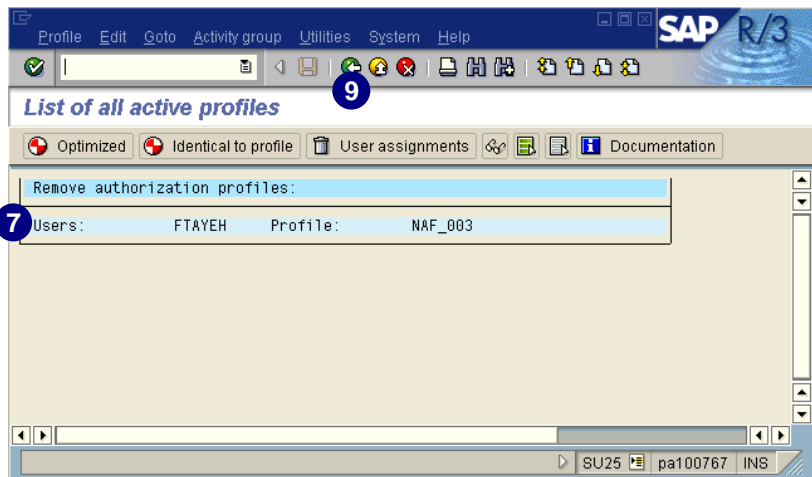 Profile Edit Goto Activity group Utilities System Help
SAP R/3
9
List of all active profiles
Optimized Identical to profile User assignments Documentation
Remove authorization profiles:
7
Users: FTAYEH Profile: NAF_003
SU25 pa100767 INS